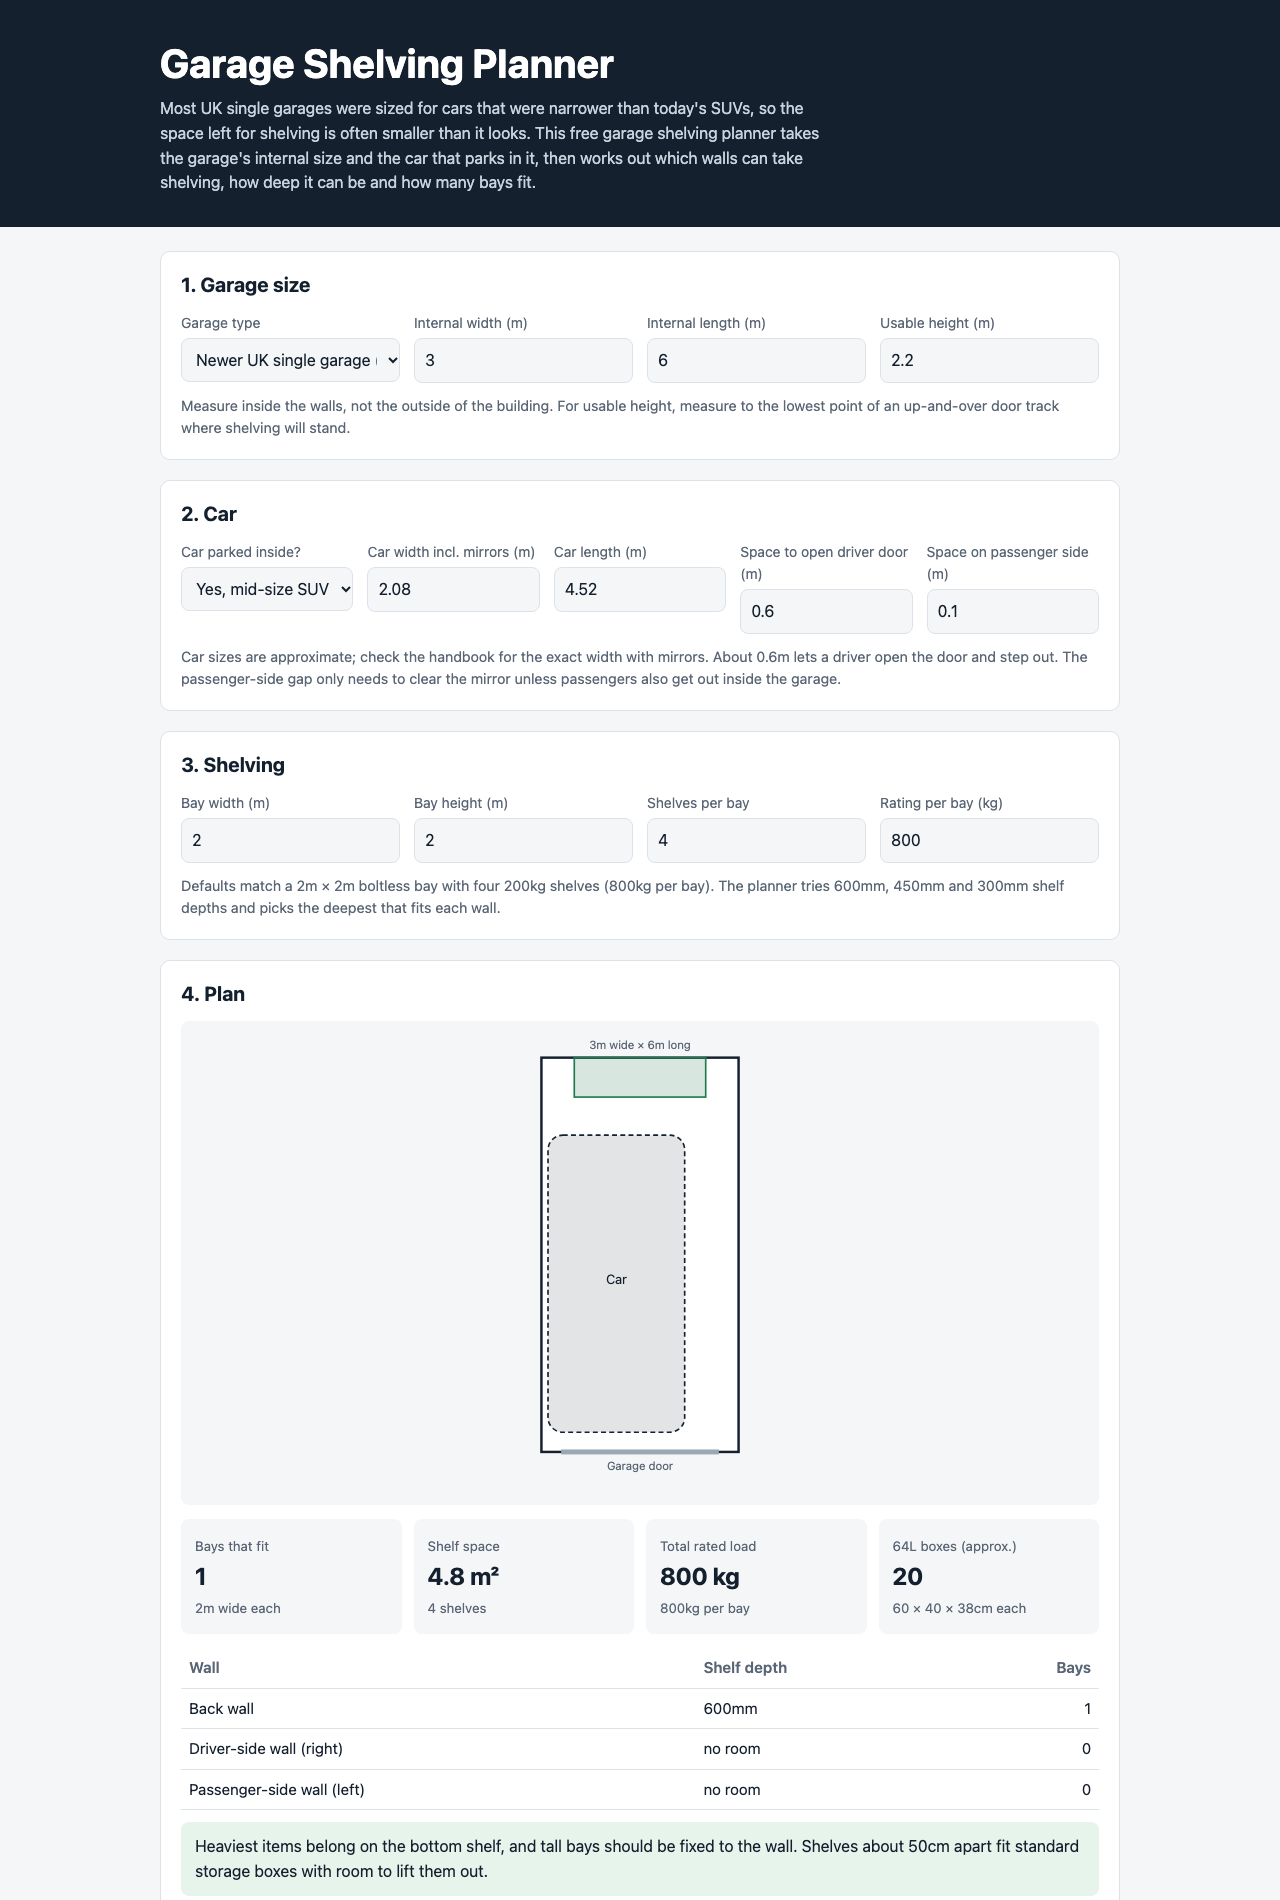 Garage Shelving Planner
Most UK single garages were sized for cars that were narrower than today's SUVs, so the
space left for shelving is often smaller than it looks. This free garage shelving planner takes
the garage's internal size and the car that parks in it, then works out which walls can take
shelving, how deep it can be and how many bays fit.
1. Garage size
Garage type
Internal width (m)
Internal length (m)
Usable height (m)
Newer UK single garage (
3
6
2.2
Measure inside the walls, not the outside of the building. For usable height, measure to the lowest point of an up-and-over door track
where shelving will stand.
2. Car
Car parked inside?
Car width incl. mirrors (m)
Car length (m)
Space to open driver door
(m)
Space on passenger side
(m)
Yes, mid-size SUV
2.08
4.52
0.6
0.1
Car sizes are approximate; check the handbook for the exact width with mirrors. About 0.6m lets a driver open the door and step out. The
passenger-side gap only needs to clear the mirror unless passengers also get out inside the garage.
3. Shelving
Bay width (m)
Bay height (m)
Shelves per bay
Rating per bay (kg)
2
2
4
800
Defaults match a 2m × 2m boltless bay with four 200kg shelves (800kg per bay). The planner tries 600mm, 450mm and 300mm shelf
depths and picks the deepest that fits each wall.
4. Plan
3m wide × 6m long
Car
Garage door
Bays that fit
1
2m wide each
Shelf space
4.8 m²
4 shelves
Total rated load
800 kg
800kg per bay
64L boxes (approx.)
20
60 × 40 × 38cm each
Wall Shelf depth Bays
Back wall 600mm 1
Driver-side wall (right) no room 0
Passenger-side wall (left) no room 0
Heaviest items belong on the bottom shelf, and tall bays should be fixed to the wall. Shelves about 50cm apart fit standard
storage boxes with room to lift them out.